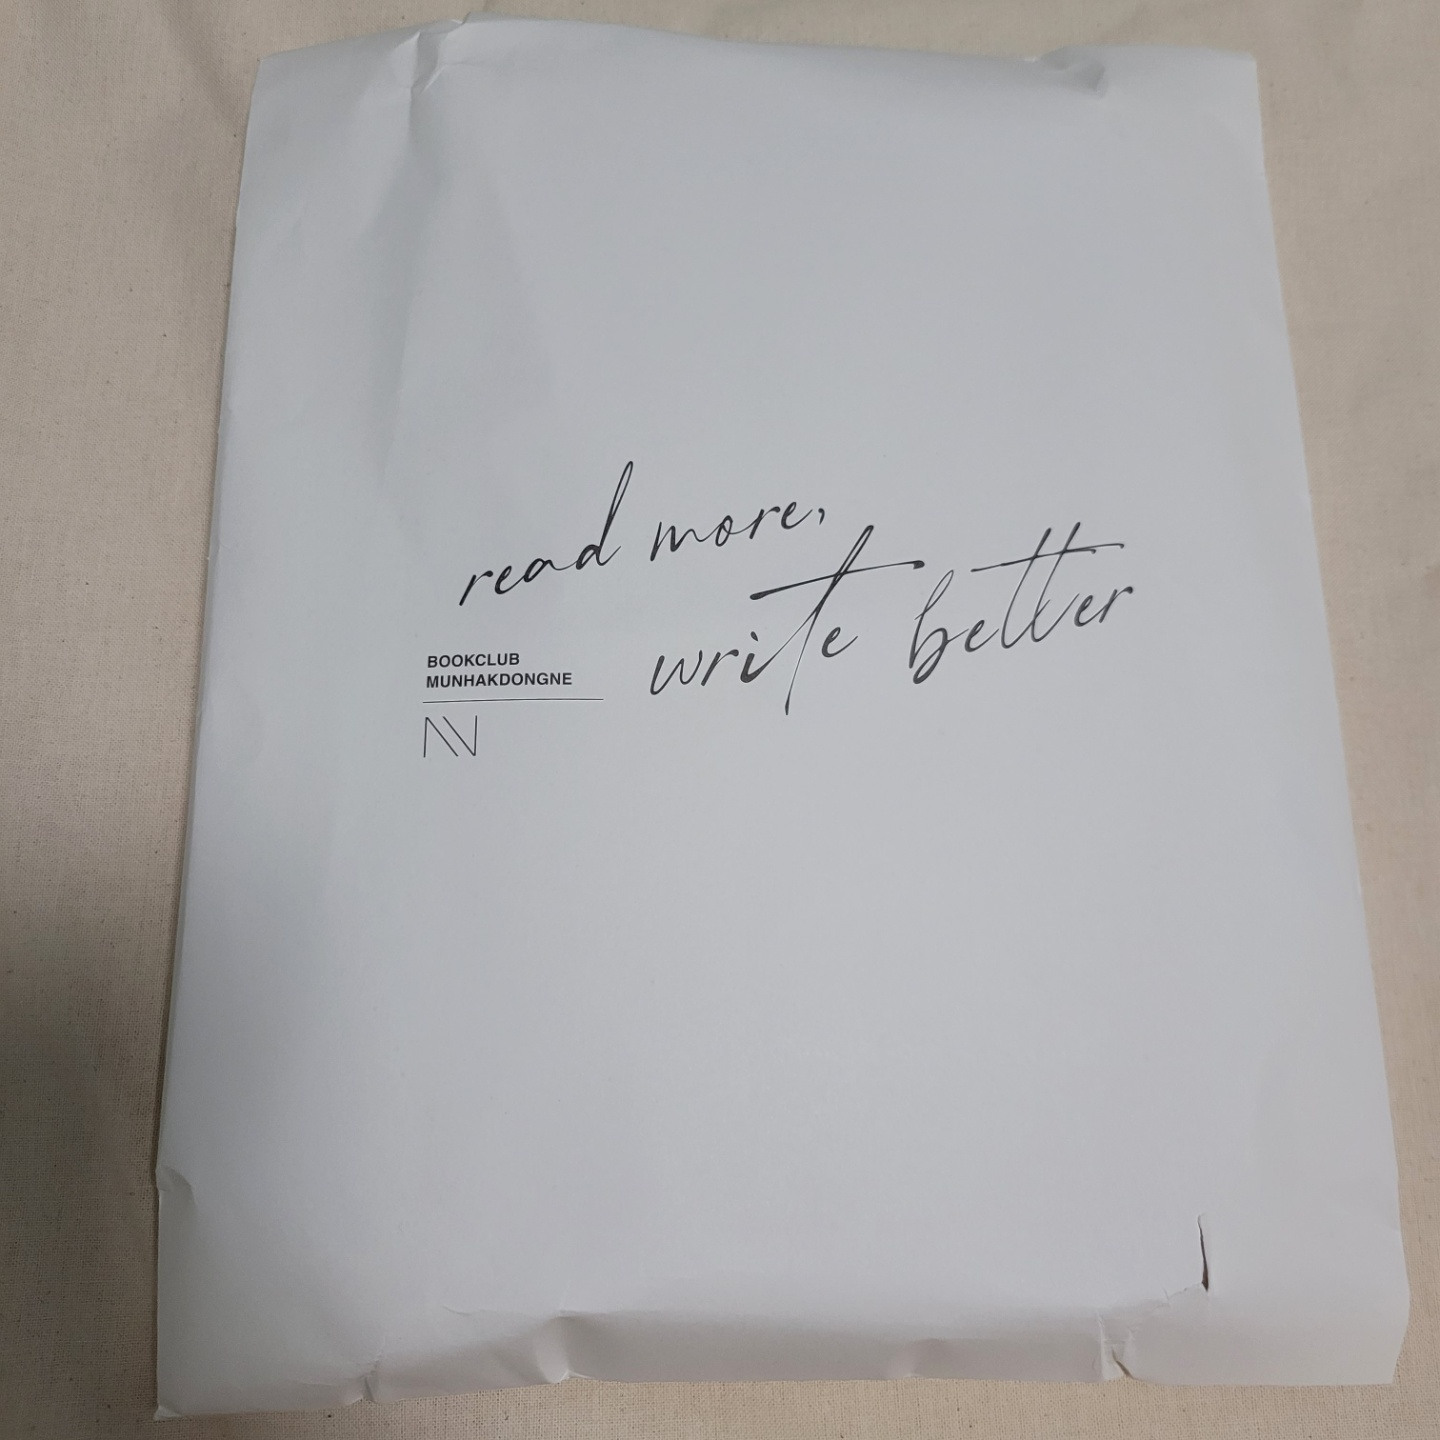 read more,
write better
BOOKCLUB
MUNHAKDONGNE